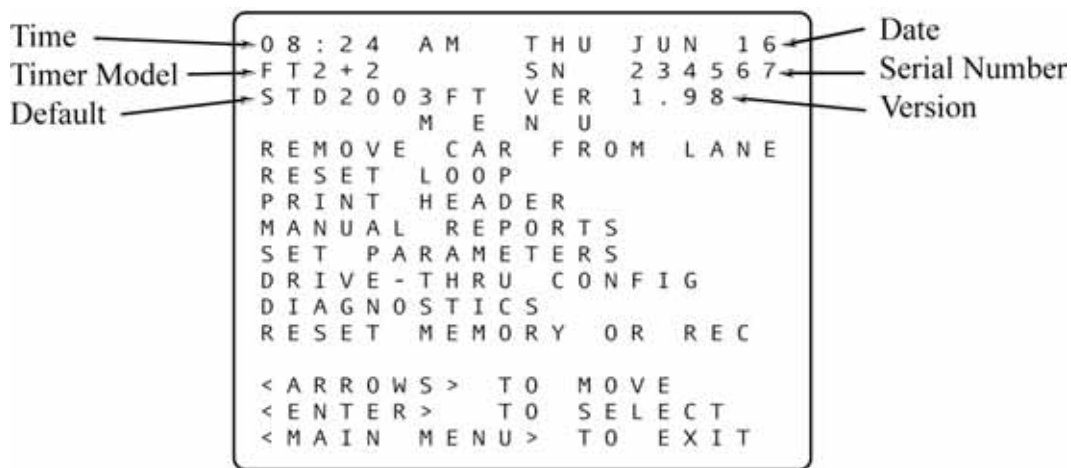 Time
Timer Model
Default
08:24 AM THU JUN 16
FT2+2 SN 234567
STD2003FT VER 1.98
MENU
REMOVE CAR FROM LANE
RESET LOOP
PRINT HEADER
MANUAL REPORTS
SET PARAMETERS
DRIVE-THRU CONFIG
DIAGNOSTICS
RESET MEMORY OR REC
<ARROWS> TO MOVE
<ENTER> TO SELECT
<MAIN MENU> TO EXIT
Date
Serial Number
Version